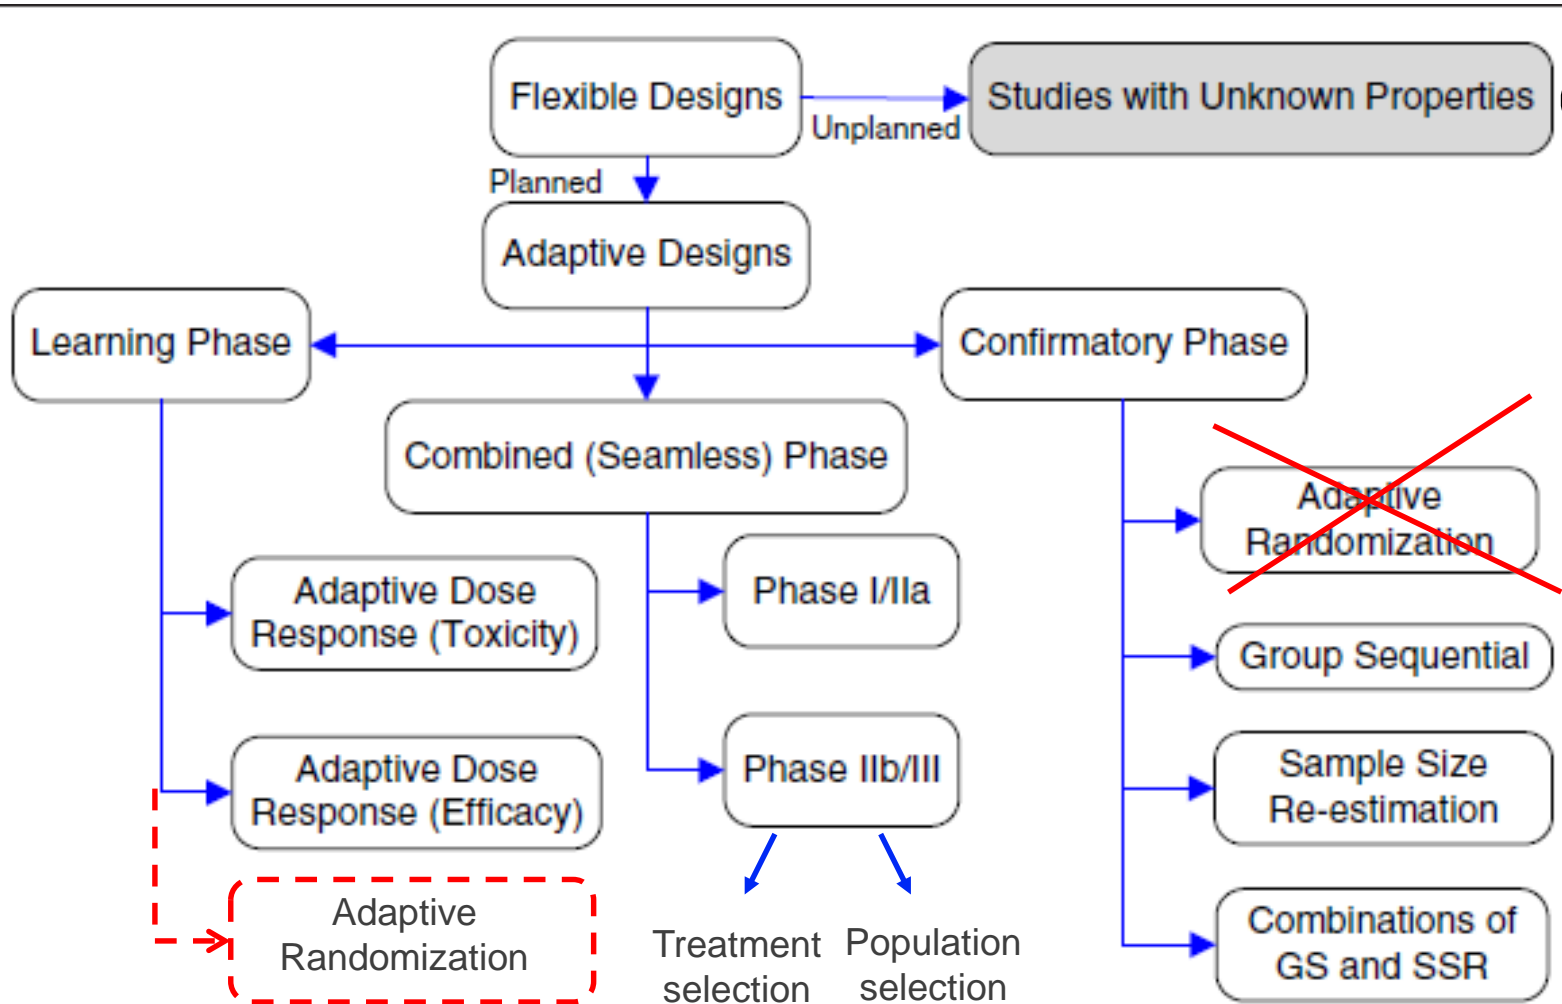 Flexible Designs
Studies with Unknown Properties
Unplanned
Planned
Adaptive Designs
Learning Phase
Confirmatory Phase
Combined (Seamless) Phase
Adaptive
Randomization
Adaptive Dose
Response (Toxicity)
Phase I/IIa
Group Sequential
Adaptive Dose
Response (Efficacy)
Phase IIb/III
Sample Size
Re-estimation
Adaptive
Randomization
Treatment
selection
Population
selection
Combinations of
GS and SSR